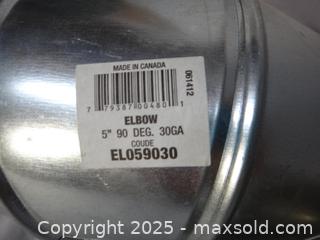 MADE IN CANADA
061412
7 79387 00480 1
ELBOW
5" 90 DEG. 30GA
COUDE
EL059030
Copyright © 2025 - maxsold.com